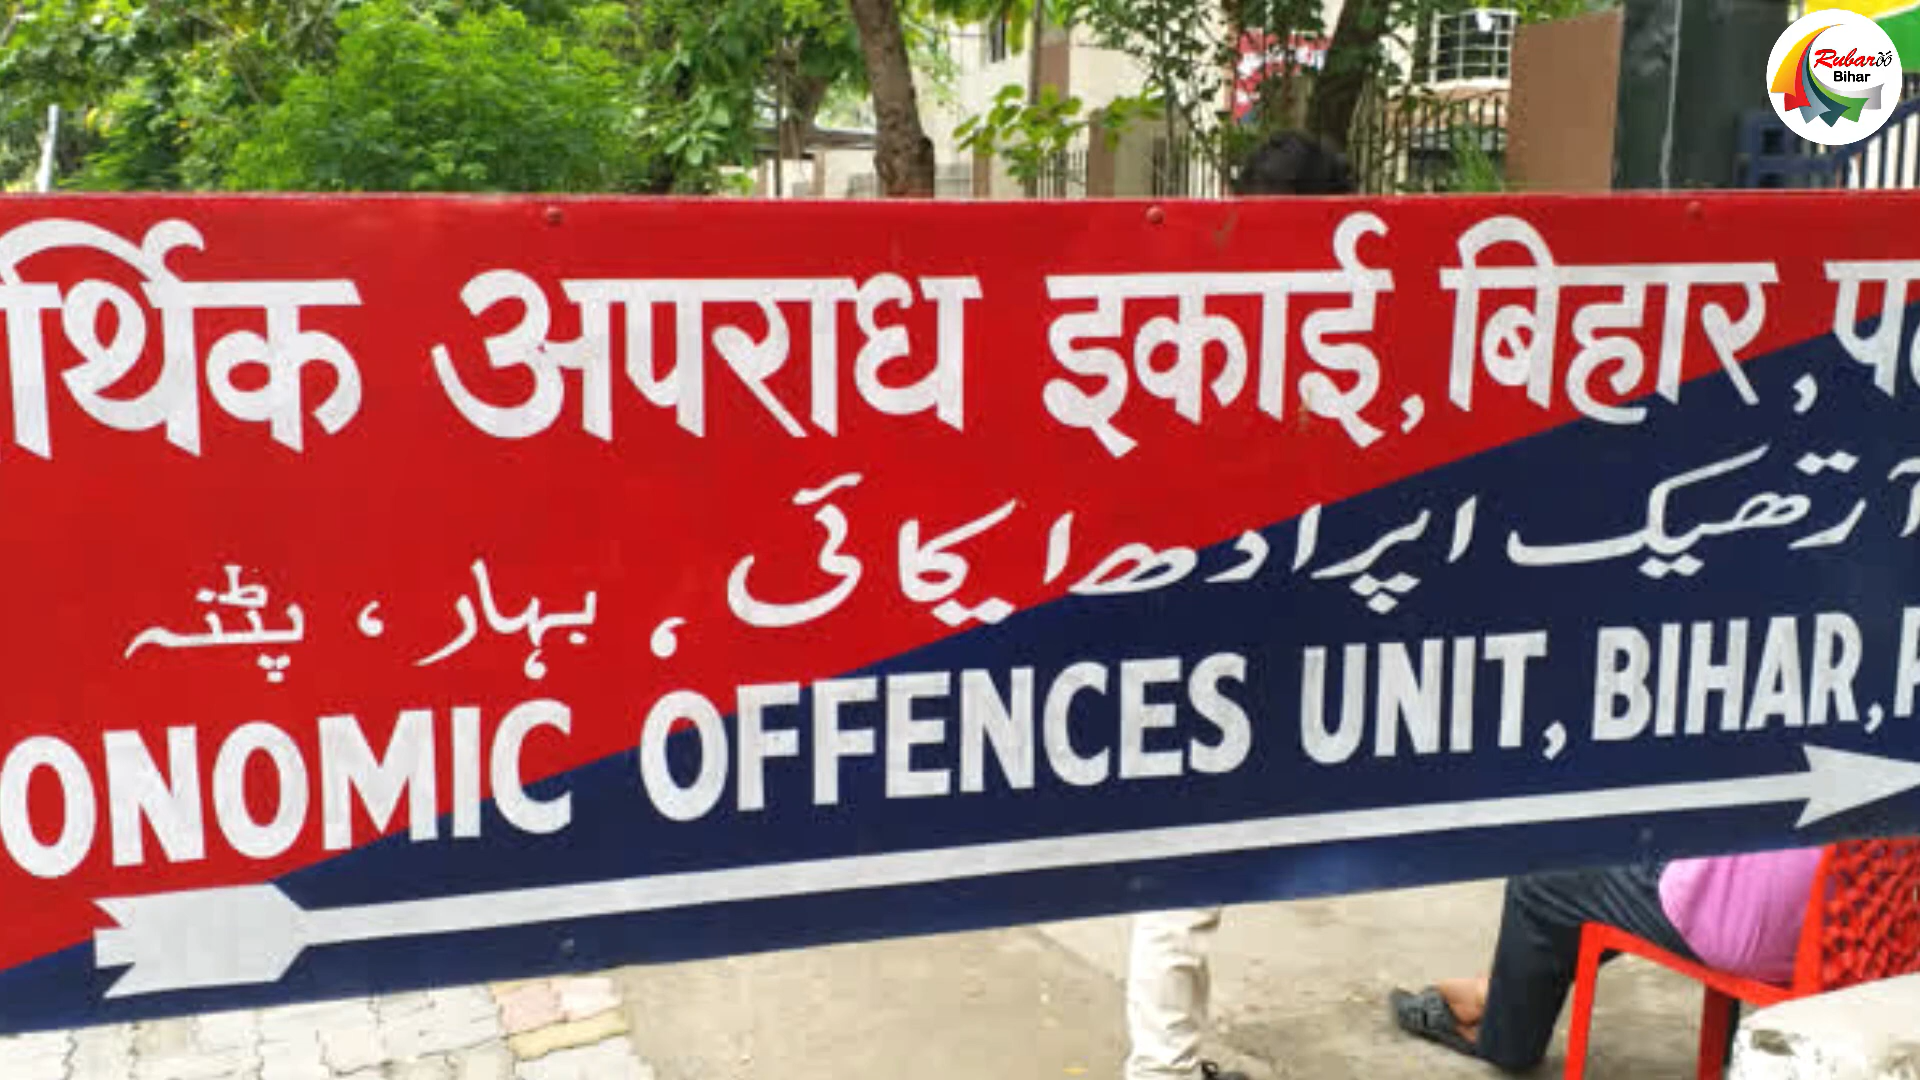 Rubaroo
Bihar
र्थिक अपराध इकाई, बिहार, प
آرتھیک اپرادھ ایکائی، بہار، پٹنہ
ONOMIC OFFENCES UNIT, BIHAR, P